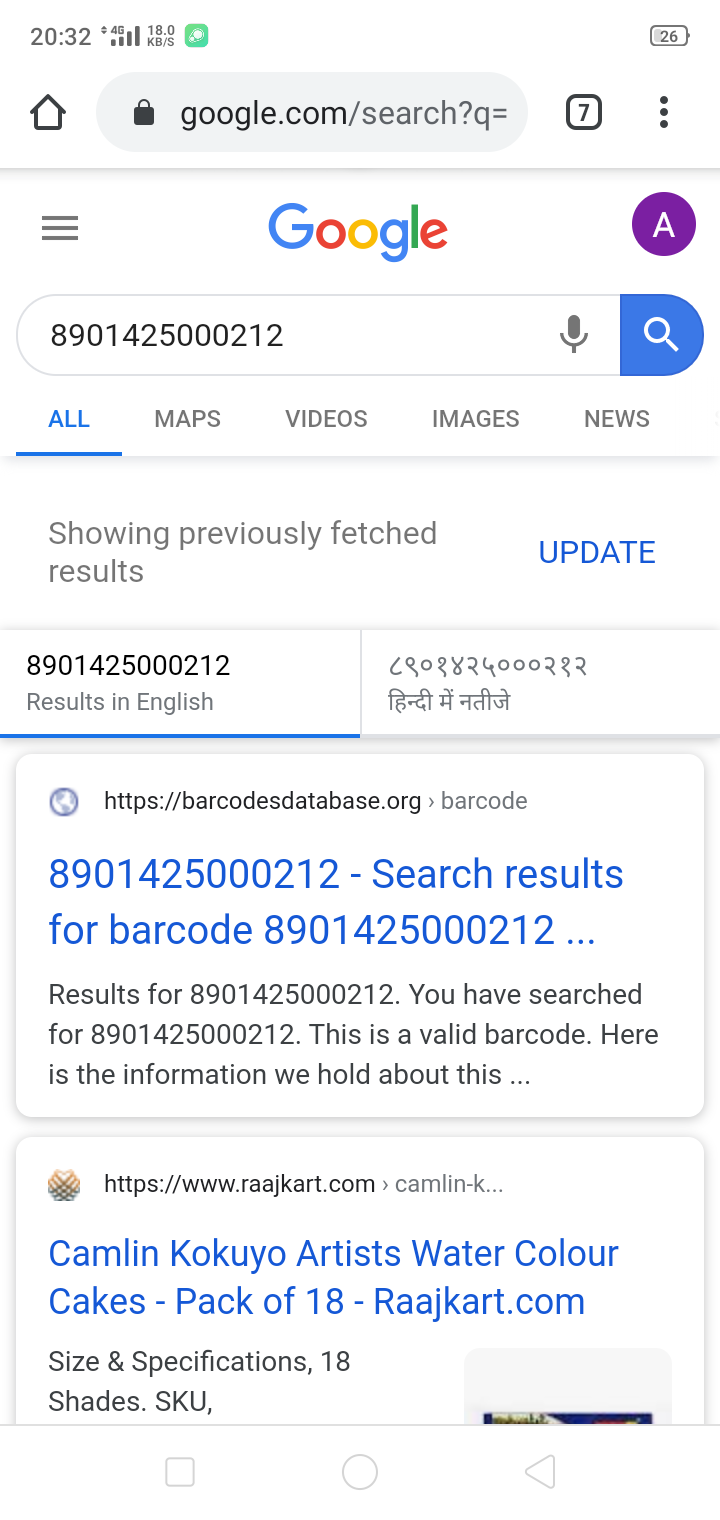 20:32 4G 18.0 KB/S 26
google.com/search?q= 7
Google A
8901425000212
ALL MAPS VIDEOS IMAGES NEWS
Showing previously fetched
results
UPDATE
8901425000212
Results in English
८९०१४२५०००२१२
हिन्दी में नतीजे
https://barcodesdatabase.org › barcode
8901425000212 - Search results
for barcode 8901425000212 ...
Results for 8901425000212. You have searched
for 8901425000212. This is a valid barcode. Here
is the information we hold about this ...
https://www.raajkart.com › camlin-k...
Camlin Kokuyo Artists Water Colour
Cakes - Pack of 18 - Raajkart.com
Size & Specifications, 18
Shades. SKU,